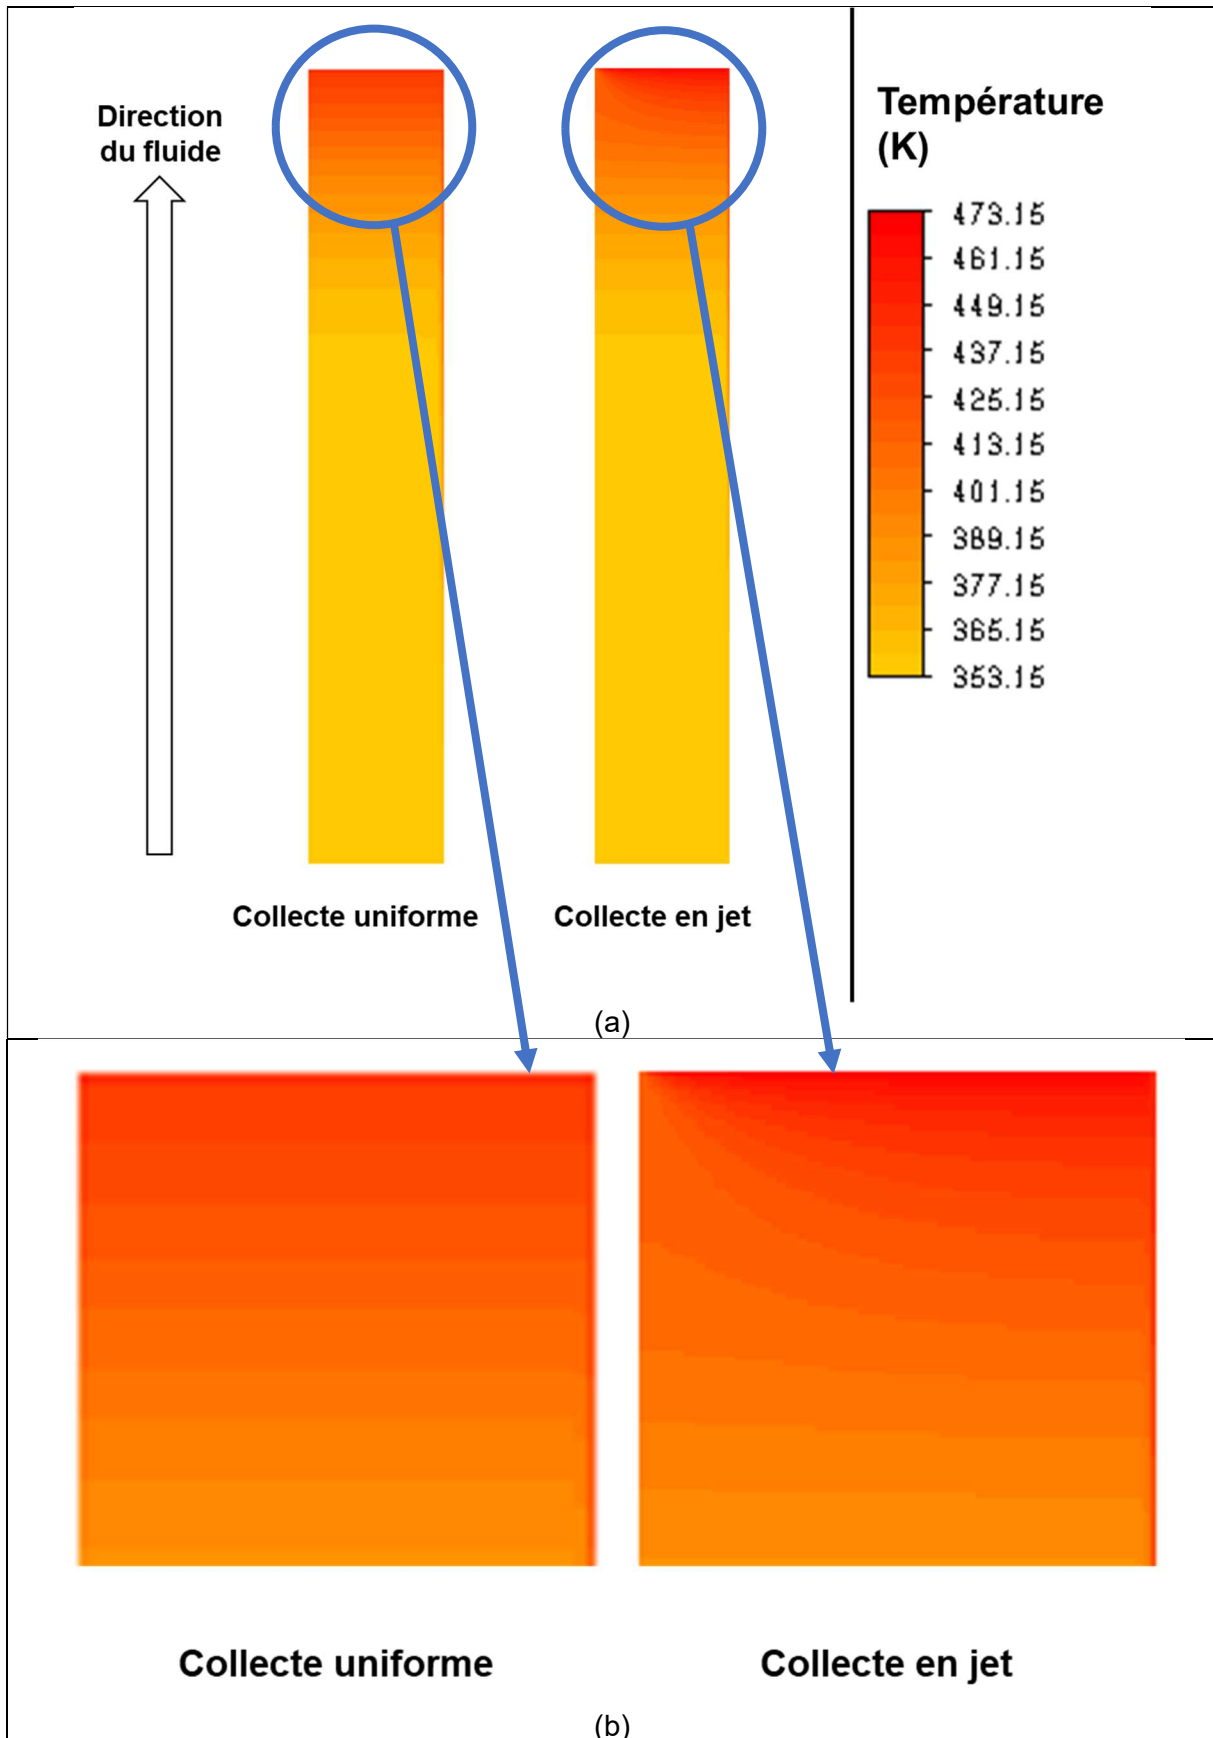 Direction
du fluide
Température
(K)
473.15
461.15
449.15
437.15
425.15
413.15
401.15
389.15
377.15
365.15
353.15
Collecte uniforme
Collecte en jet
(a)
Collecte uniforme
Collecte en jet
(b)